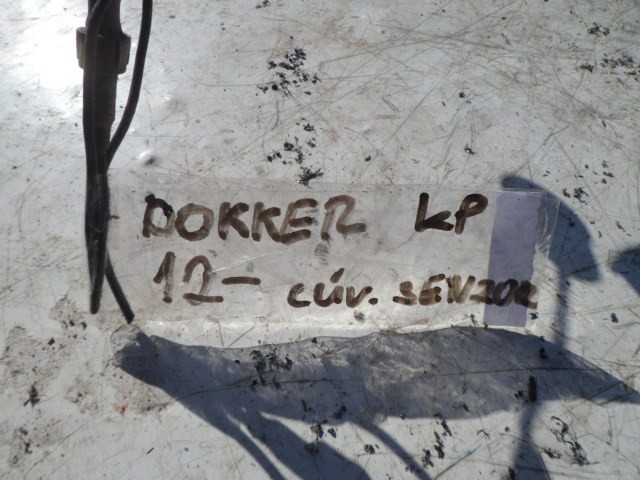 DOKKER LP
12- cúv. SENZOR